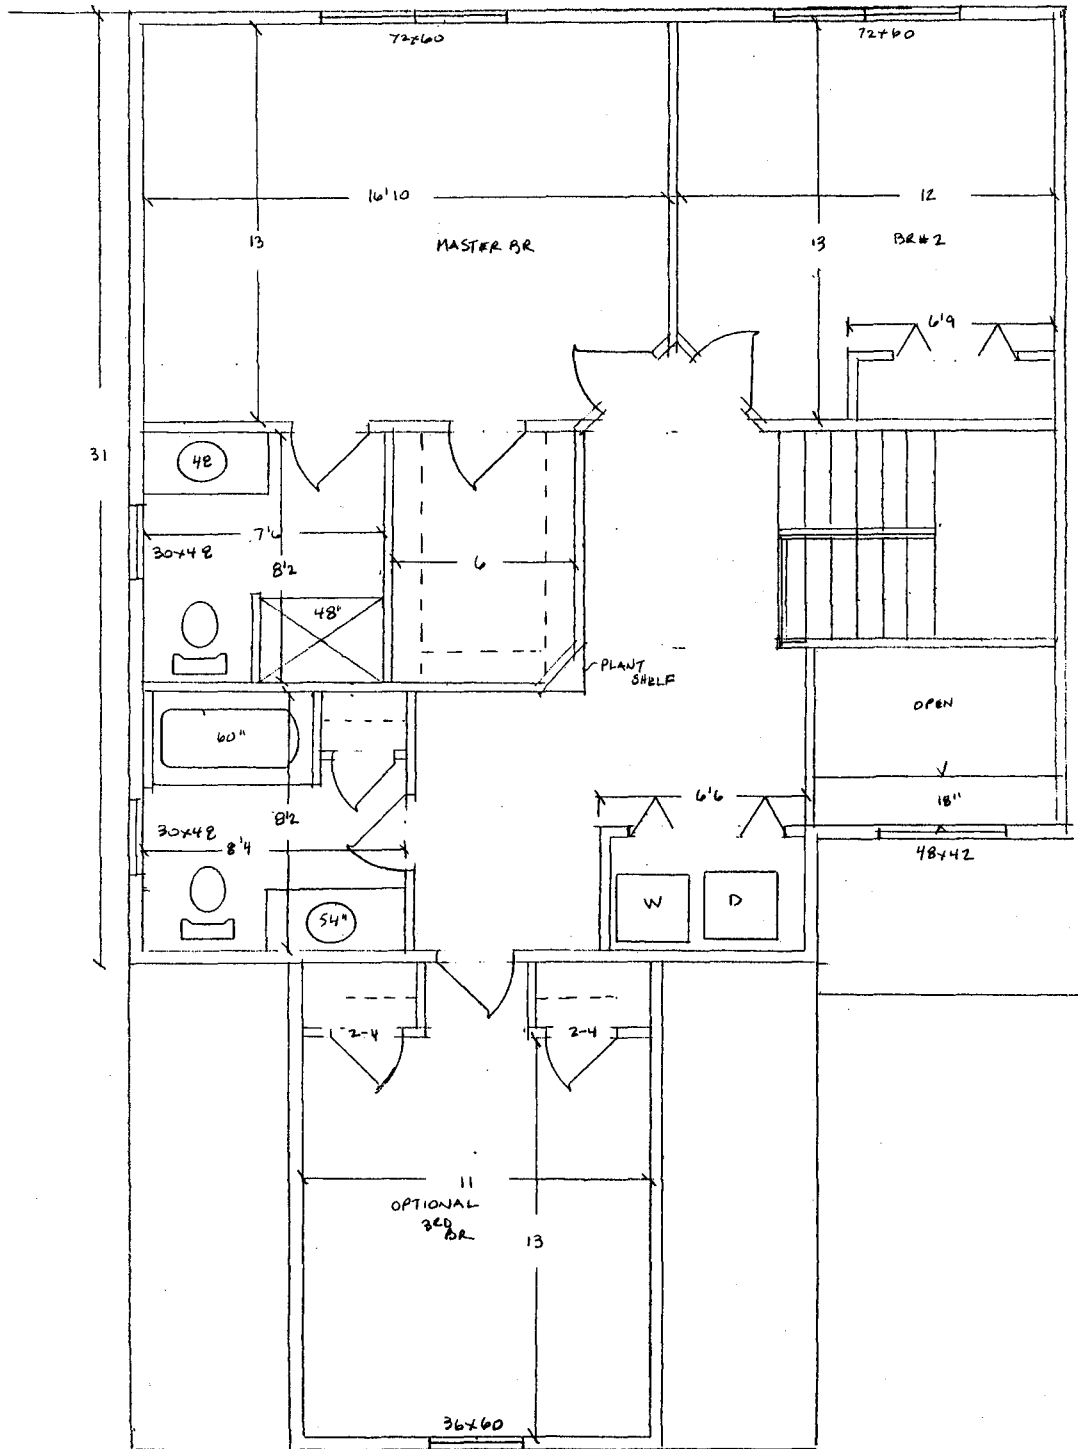 72x60
72x60
16'10
12
13
MASTER BR
13
BR#2
6'9
31
48
7'6
30x48
8'2
6
48"
PLANT
SHELF
OPEN
60"
6'6
18"
30x48
8'2
8'4
48x42
W
D
54"
2-4
2-4
11
OPTIONAL
3RD
BR
13
36x60